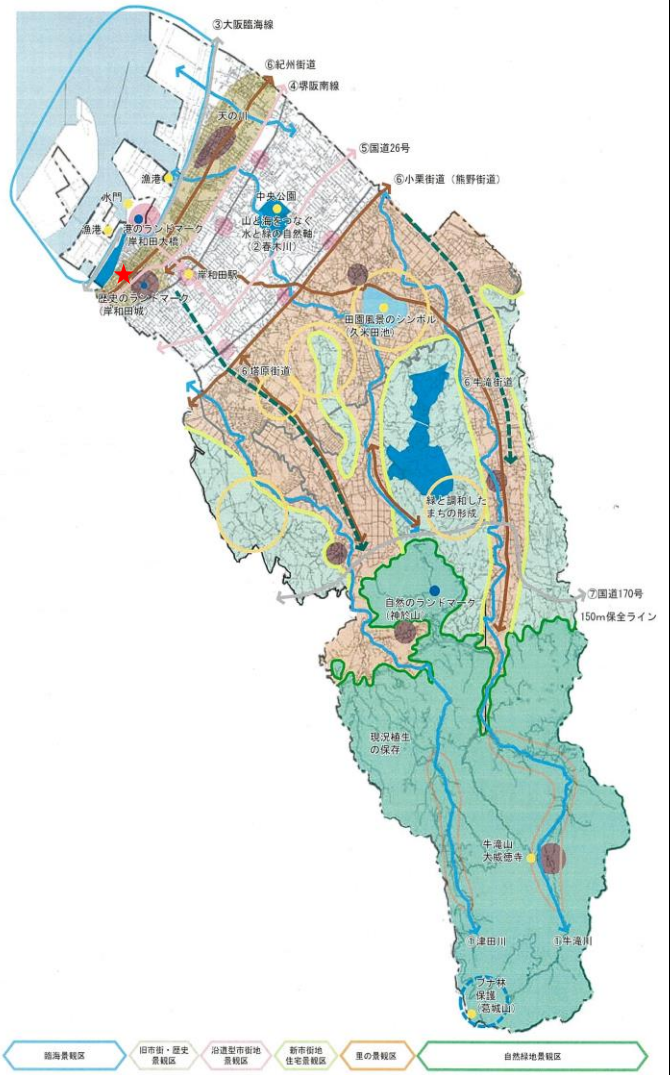 ③大阪臨海線
⑥紀州街道
④堺阪南線
天の川
⑤国道26号
漁港
⑥小栗街道（熊野街道）
水門
中央公園
漁港
港のランドマーク
岸和田大橋
山と海をつなぐ
水と緑の自然軸
（②春木川）
岸和田駅
歴史のランドマーク
（岸和田城）
田園風景のシンボル
（久米田池）
6塔原街道
6牛滝街道
緑と調和した
まちの形成
⑦国道170号
自然のランドマーク
（神於山）
150m保全ライン
現況植生
の保存
牛滝山
大威徳寺
①津田川
①牛滝川
ブナ林
保護
（葛城山）
臨海景観区
旧市街・歴史
景観区
沿道型市街地
景観区
新市街地
住宅景観区
里の景観区
自然緑地景観区